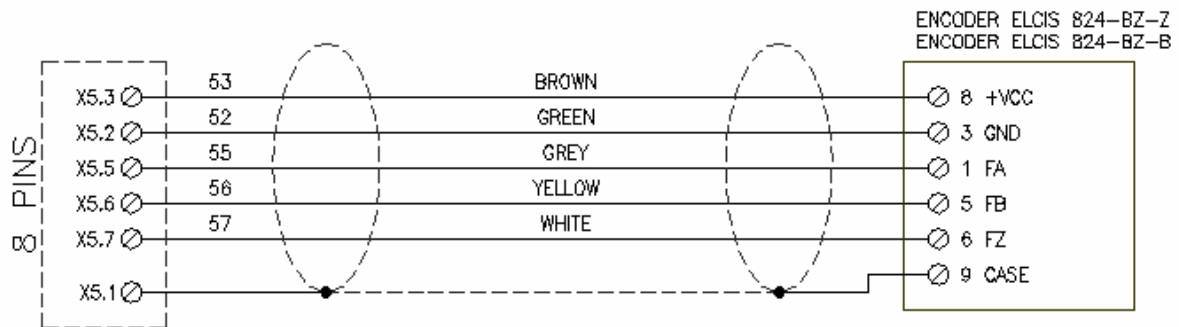 ENCODER ELCIS 824-BZ-Z
ENCODER ELCIS 824-BZ-B
8 PINS
X5.3 53 BROWN 8 +VCC
X5.2 52 GREEN 3 GND
X5.5 55 GREY 1 FA
X5.6 56 YELLOW 5 FB
X5.7 57 WHITE 6 FZ
X5.1 9 CASE